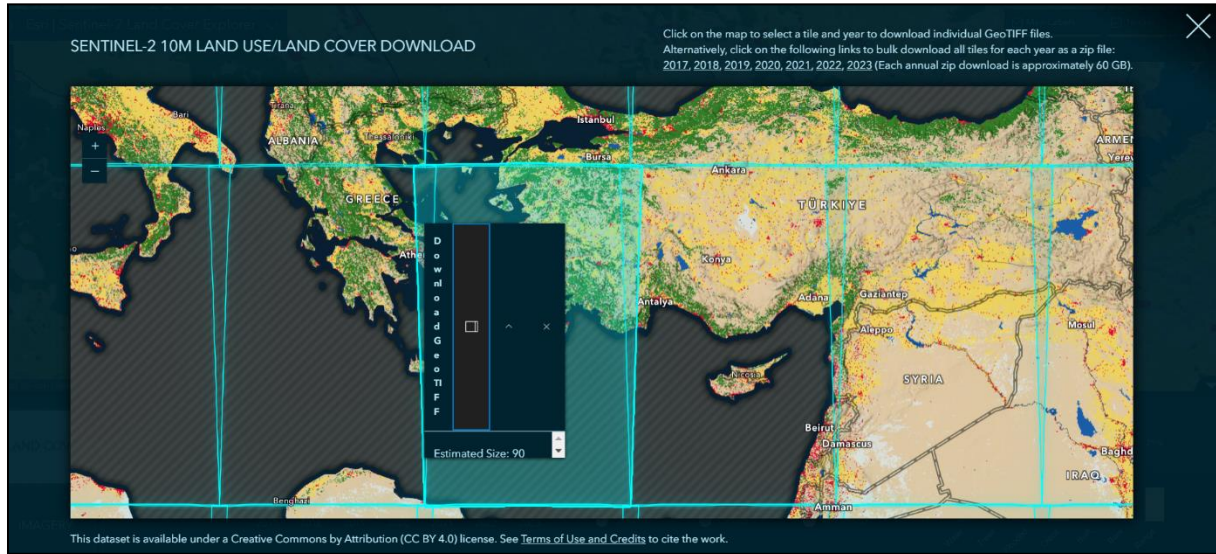 SENTINEL-2 10M LAND USE/LAND COVER DOWNLOAD
Click on the map to select a tile and year to download individual GeoTIFF files.
Alternatively, click on the following links to bulk download all tiles for each year as a zip file:
2017, 2018, 2019, 2020, 2021, 2022, 2023 (Each annual zip download is approximately 60 GB).
Tirana
Bari
Naples
ALBANIA
Thessaloniki
Istanbul
Bursa
Ankara
ARME
Yere
GREECE
TÜRKIYE
Athe
Konya
Antalya
Adana
Gaziantep
Aleppo
Mosul
Nicosia
SYRIA
Beirut
Damascus
Baghd
IRAQ
Benghazi
Amman
+
−
D
o
w
nl
o
a
d
G
e
o
TI
F
F
Estimated Size: 90
This dataset is available under a Creative Commons by Attribution (CC BY 4.0) license. See Terms of Use and Credits to cite the work.